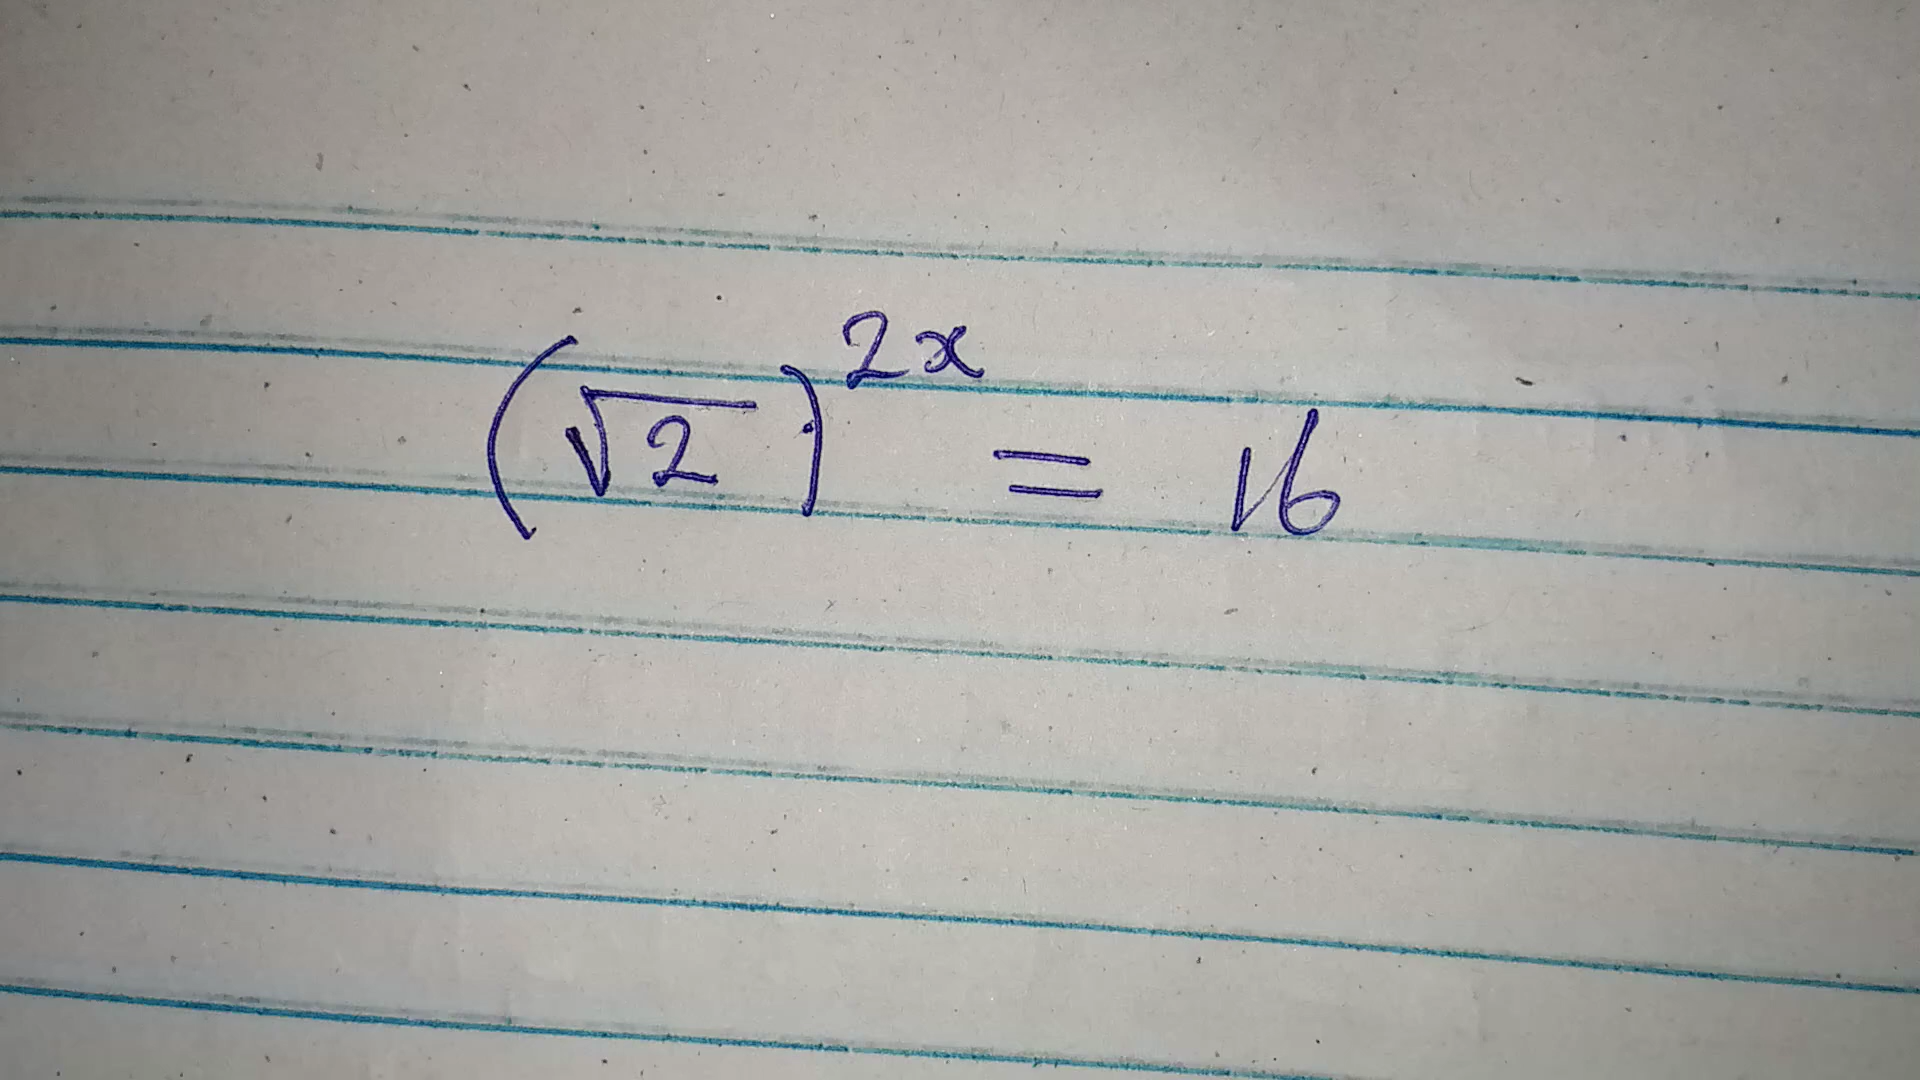 (√2)^{2x} = 16